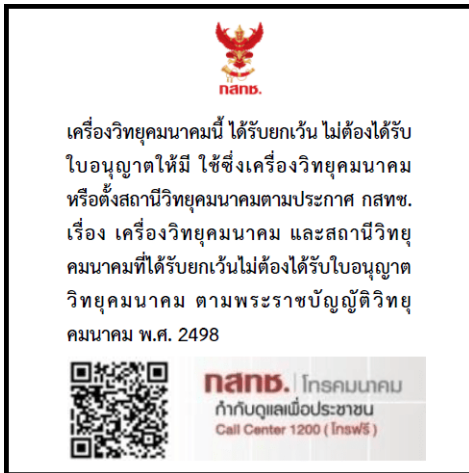 กสทช.
เครื่องวิทยุคมนาคมนี้ ได้รับยกเว้น ไม่ต้องได้รับ
ใบอนุญาตให้มี ใช้ซึ่งเครื่องวิทยุคมนาคม
หรือตั้งสถานีวิทยุคมนาคมตามประกาศ กสทช.
เรื่อง เครื่องวิทยุคมนาคม และสถานีวิทยุ
คมนาคมที่ได้รับยกเว้นไม่ต้องได้รับใบอนุญาต
วิทยุคมนาคม ตามพระราชบัญญัติวิทยุ
คมนาคม พ.ศ. 2498
กสทช. | โทรคมนาคม
กำกับดูแลเพื่อประชาชน
Call Center 1200 (โทรฟรี)